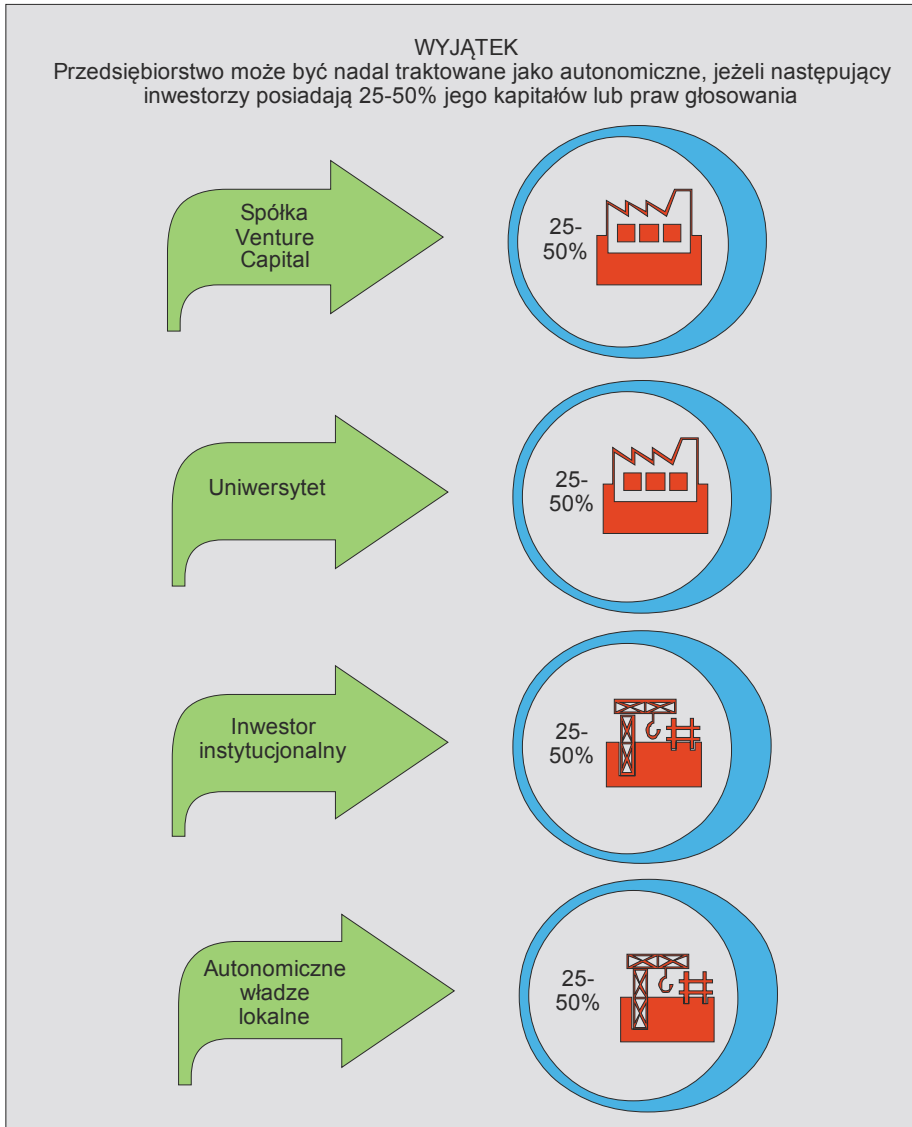 WYJĄTEK
Przedsiębiorstwo może być nadal traktowane jako autonomiczne, jeżeli następujący
inwestorzy posiadają 25-50% jego kapitałów lub praw głosowania
Spółka
Venture
Capital
25-
50%
Uniwersytet
25-
50%
Inwestor
instytucjonalny
25-
50%
Autonomiczne
władze
lokalne
25-
50%